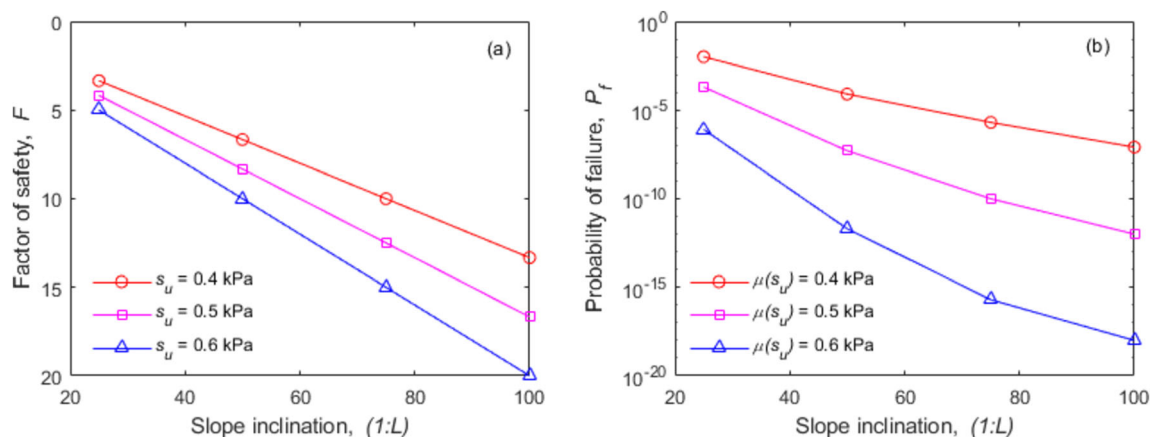 (a)
Factor of safety, F
0
5
10
15
20
s_u = 0.4 kPa
s_u = 0.5 kPa
s_u = 0.6 kPa
20 40 60 80 100
Slope inclination, (1:L)
(b)
Probability of failure, P_f
10^0
10^-5
10^-10
10^-15
10^-20
μ(s_u) = 0.4 kPa
μ(s_u) = 0.5 kPa
μ(s_u) = 0.6 kPa
20 40 60 80 100
Slope inclination, (1:L)